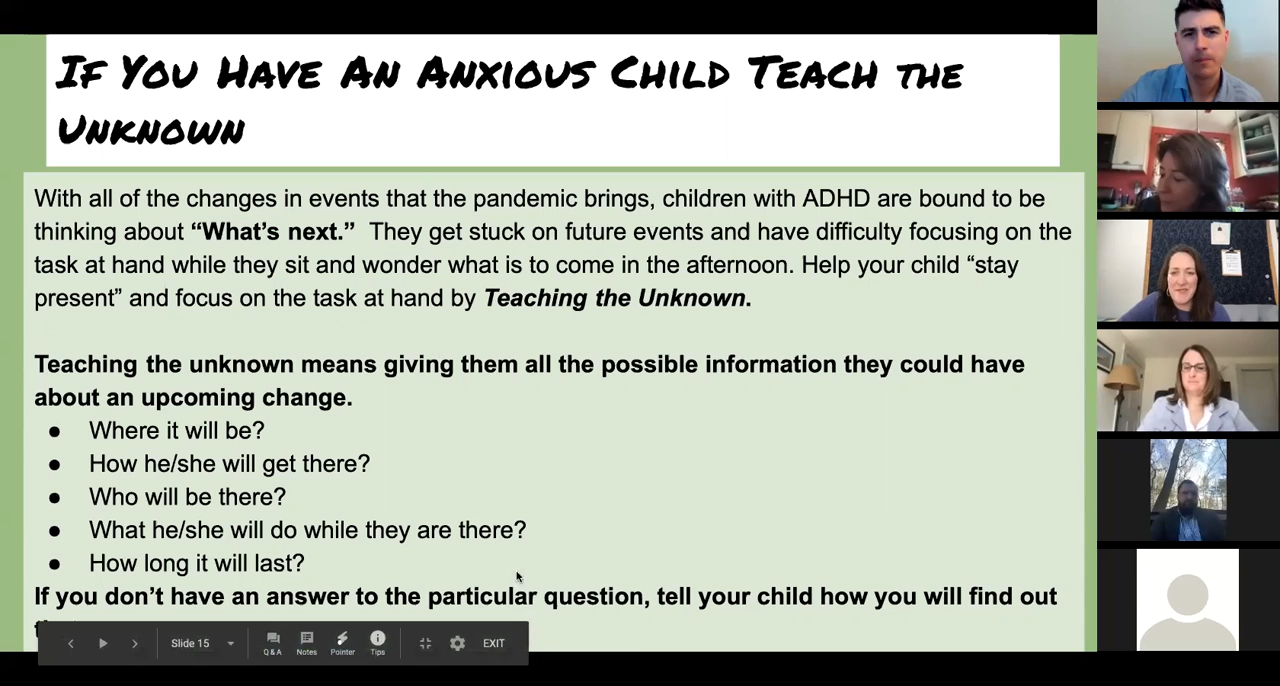 If You Have An Anxious Child Teach the
Unknown
With all of the changes in events that the pandemic brings, children with ADHD are bound to be
thinking about “What’s next.”  They get stuck on future events and have difficulty focusing on the
task at hand while they sit and wonder what is to come in the afternoon. Help your child “stay
present” and focus on the task at hand by Teaching the Unknown.
Teaching the unknown means giving them all the possible information they could have
about an upcoming change.
● Where it will be?
● How he/she will get there?
● Who will be there?
● What he/she will do while they are there?
● How long it will last?
If you don’t have an answer to the particular question, tell your child how you will find out
Slide 15
Q & A
Notes
Pointer
Tips
EXIT